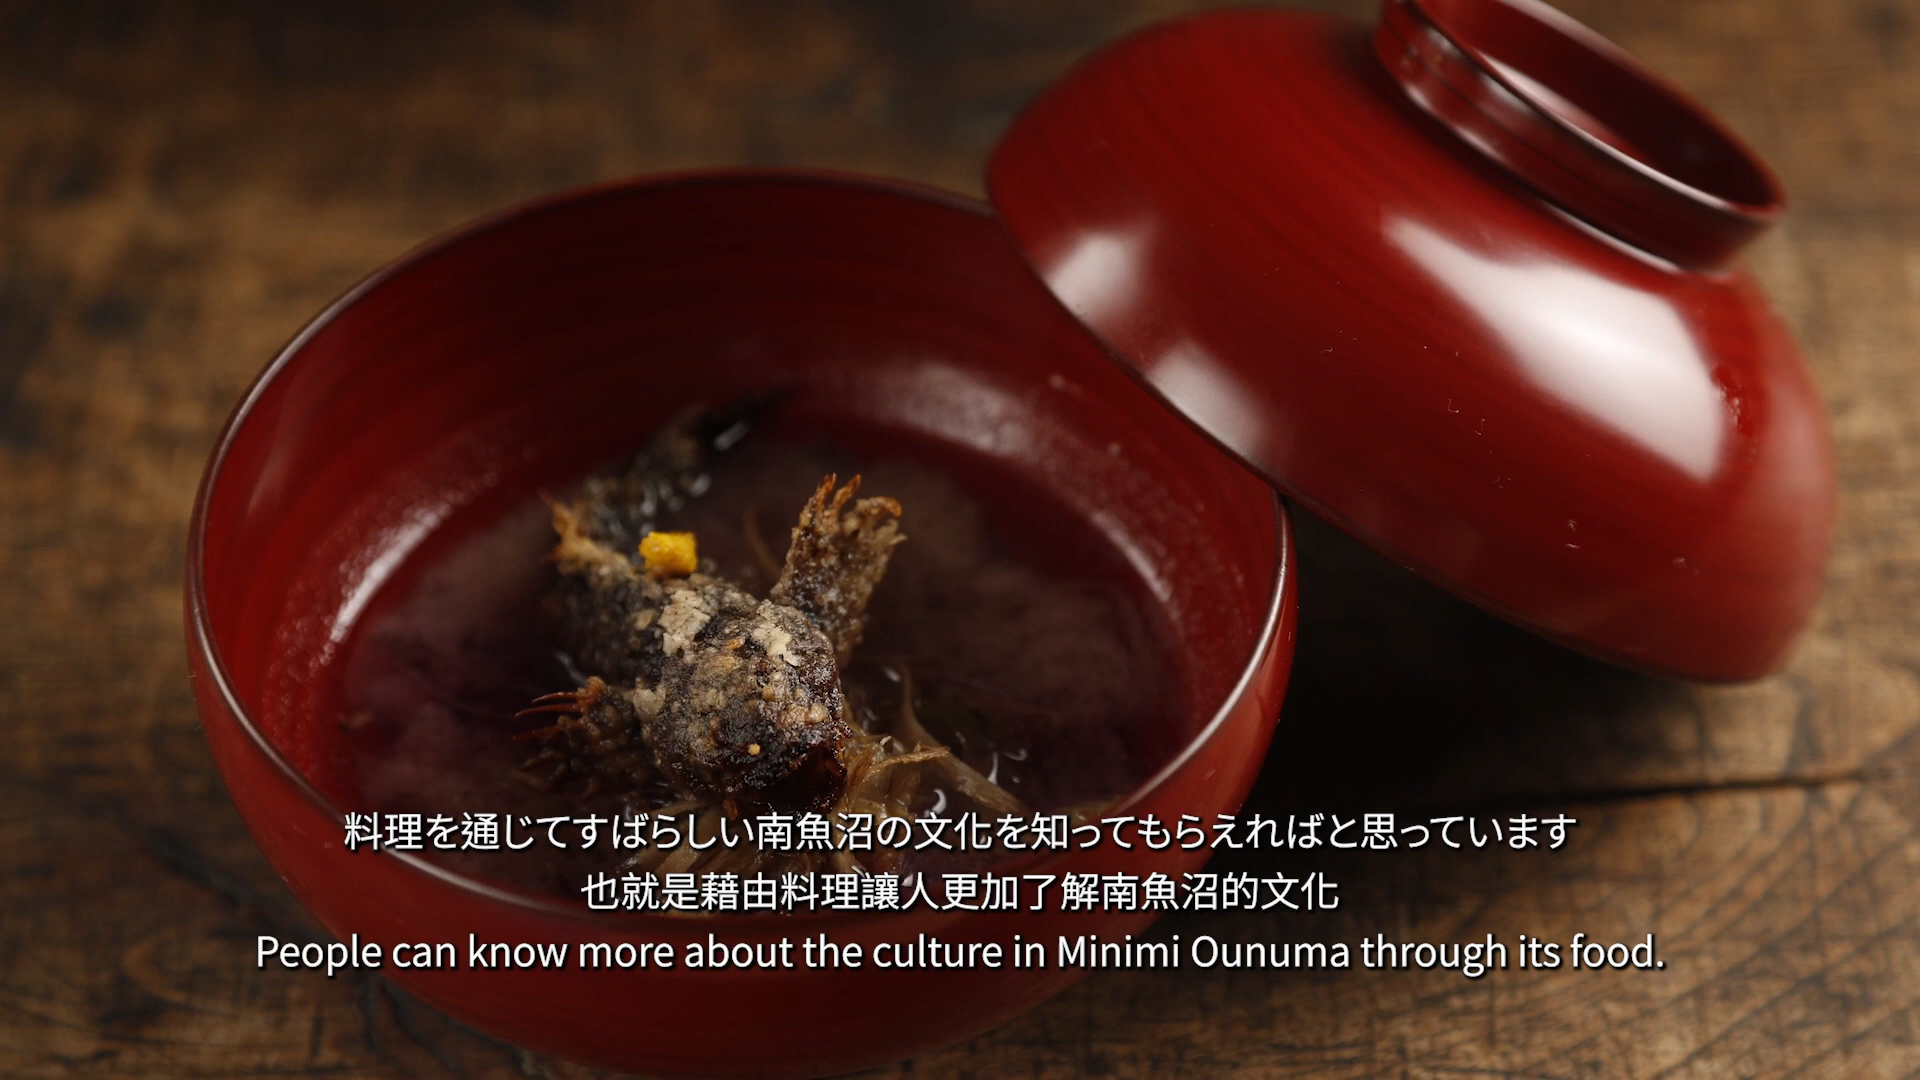 料理を通じてすばらしい南魚沼の文化を知ってもらえればと思っています
也就是藉由料理讓人更加了解南魚沼的文化
People can know more about the culture in Minimi Ounuma through its food.